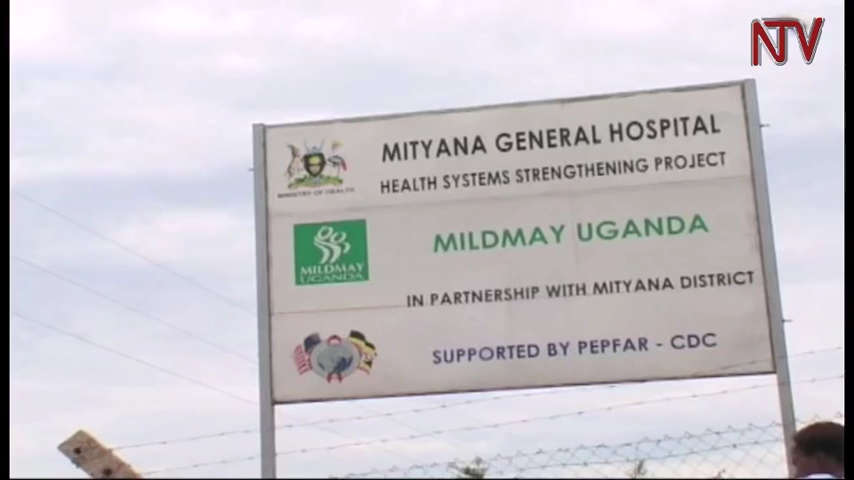 NTV
MITYANA GENERAL HOSPITAL
HEALTH SYSTEMS STRENGTHENING PROJECT
MINISTRY OF HEALTH
MILDMAY UGANDA
MILDMAY
UGANDA
IN PARTNERSHIP WITH MITYANA DISTRICT
SUPPORTED BY PEPFAR - CDC